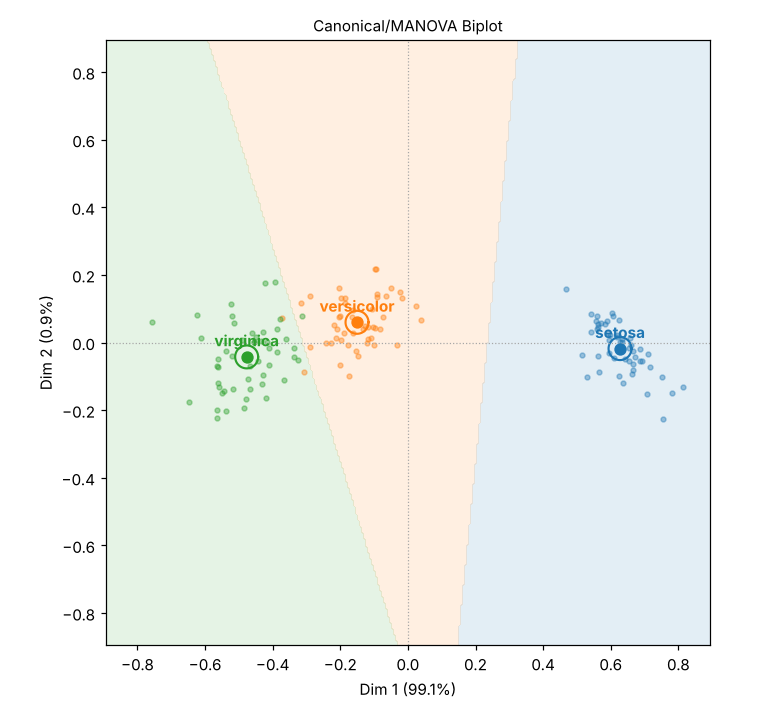 Canonical/MANOVA Biplot
0.8
0.6
0.4
0.2
0.0
−0.2
−0.4
−0.6
−0.8
Dim 2 (0.9%)
virginica
versicolor
setosa
−0.8 −0.6 −0.4 −0.2 0.0 0.2 0.4 0.6 0.8
Dim 1 (99.1%)